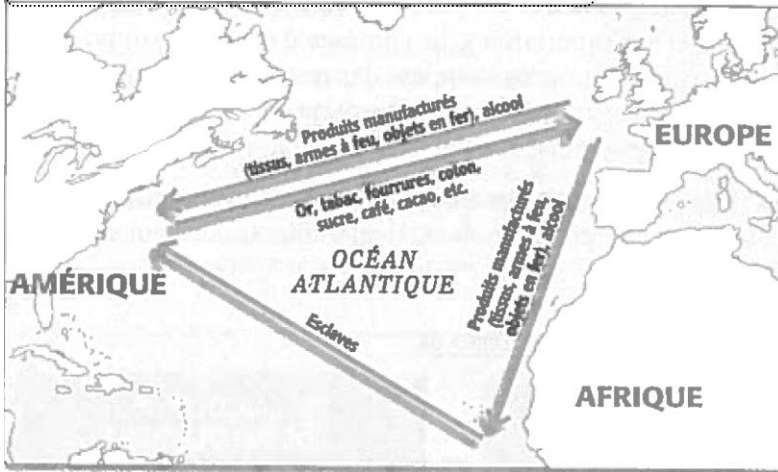 Produits manufacturés
(tissus, armes à feu, objets en fer), alcool
Or, tabac, fourrures, coton,
sucre, café, cacao, etc.
EUROPE
Produits manufacturés
(tissus, armes à feu,
objets en fer), alcool
OCÉAN
ATLANTIQUE
AMÉRIQUE
Esclaves
AFRIQUE